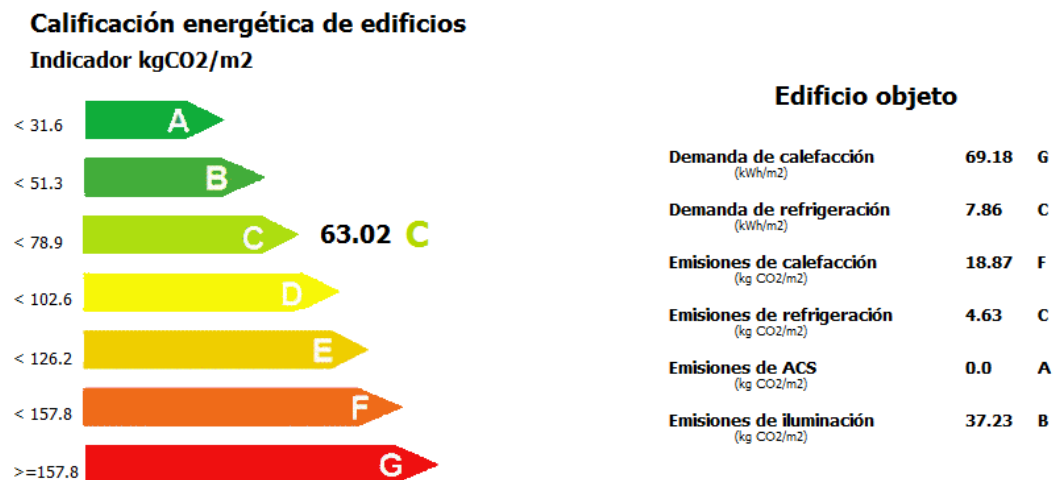 Calificación energética de edificios
Indicador kgCO2/m2
< 31.6 A
< 51.3 B
< 78.9 C 63.02 C
< 102.6 D
< 126.2 E
< 157.8 F
>=157.8 G
Edificio objeto
Demanda de calefacción 69.18 G
(kWh/m2)
Demanda de refrigeración 7.86 C
(kWh/m2)
Emisiones de calefacción 18.87 F
(kg CO2/m2)
Emisiones de refrigeración 4.63 C
(kg CO2/m2)
Emisiones de ACS 0.0 A
(kg CO2/m2)
Emisiones de iluminación 37.23 B
(kg CO2/m2)